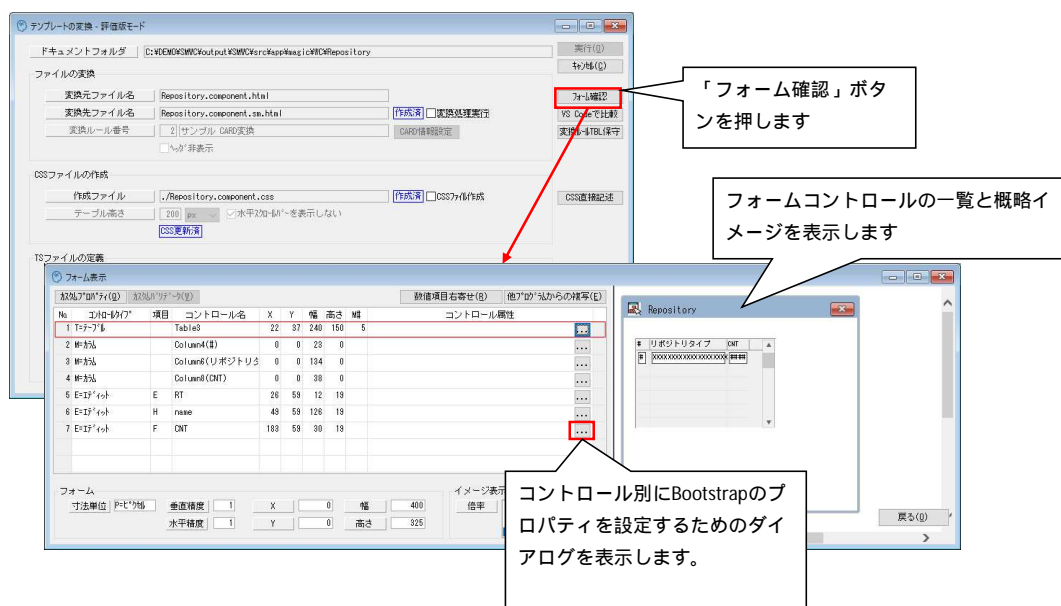 テンプレートの変換 - 評価版モード
ドキュメントフォルダ C:¥DEMO¥SMWC¥output¥SMWC¥src¥app¥magic¥RC¥Repository
実行(O)
キャンセル(C)
ファイルの変換
変換元ファイル名 Repository.component.html
フォーム確認
変換先ファイル名 Repository.component.sm.html 作成済 変換処理実行
VS Codeで比較
変換ルール番号 2 サンプル CARD変換 CARD情報設定
変換ルールTBL保守
ヘッダ非表示
「フォーム確認」ボタ
ンを押します
CSSファイルの作成
作成ファイル ./Repository.component.css 作成済 CSSファイル作成
CSS直接記述
テーブル高さ 200 px 水平スクロールバーを表示しない
CSS更新済
フォームコントロールの一覧と概略イ
メージを表示します
TSファイルの定義
フォーム表示
カスタムプロパティ(Q) 数値項目右寄せ(R) 他プログラムからの複写(E)
No コントロールタイプ 項目 コントロール名 X Y 幅 高さ コントロール属性
1 T=テーブル Table3 22 37 240 150 5 ...
2 M=カラム Column4(#) 0 0 23 0 ...
3 M=カラム Column6(リポジトリタ 0 0 134 0 ...
4 M=カラム Column8(CNT) 0 0 38 0 ...
5 E=エディット E RT 26 59 12 19 ...
6 E=エディット H name 49 59 126 19 ...
7 E=エディット F CNT 183 59 30 19 ...
Repository
# リポジトリタイプ CNT
フォーム
寸法単位 P=ピクセル 垂直精度 1 X 0 幅 400
水平精度 1 Y 0 高さ 325
イメージ表示
倍率
戻る(O)
コントロール別にBootstrapのプ
ロパティを設定するためのダイ
アログを表示します。